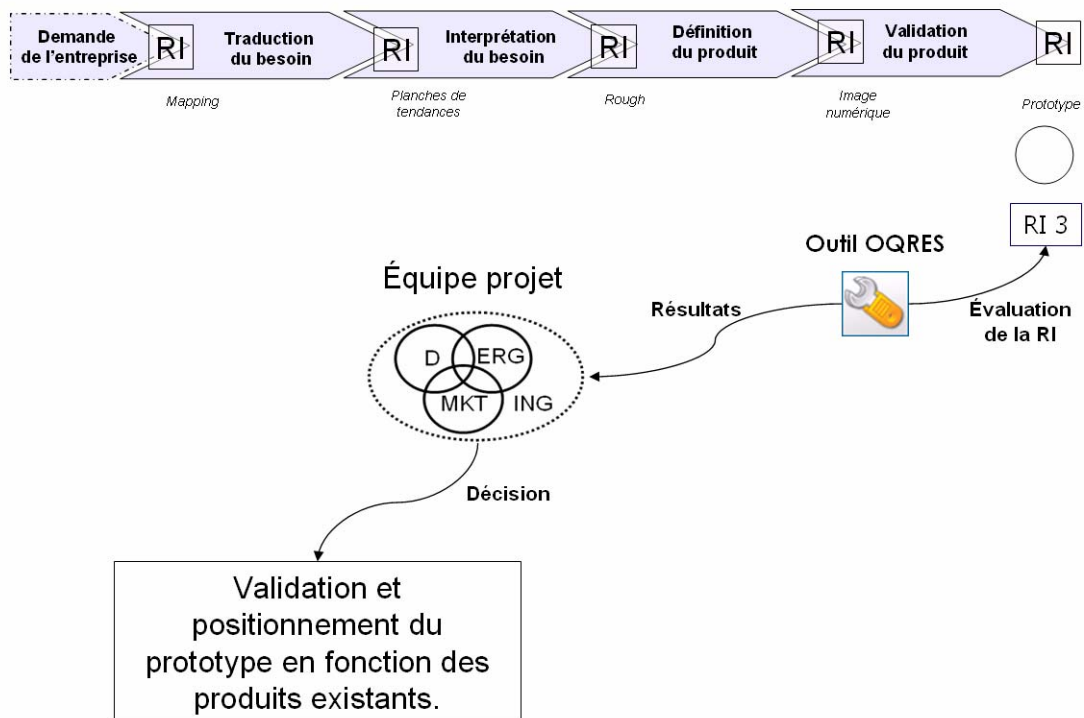 Demande
de l'entreprise
RI
Traduction
du besoin
RI
Interprétation
du besoin
RI
Définition
du produit
RI
Validation
du produit
RI
Mapping
Planches de
tendances
Rough
Image
numérique
Prototype
RI 3
Outil OQRES
Équipe projet
Résultats
Évaluation
de la RI
D
ERG
MKT
ING
Décision
Validation et
positionnement du
prototype en fonction des
produits existants.